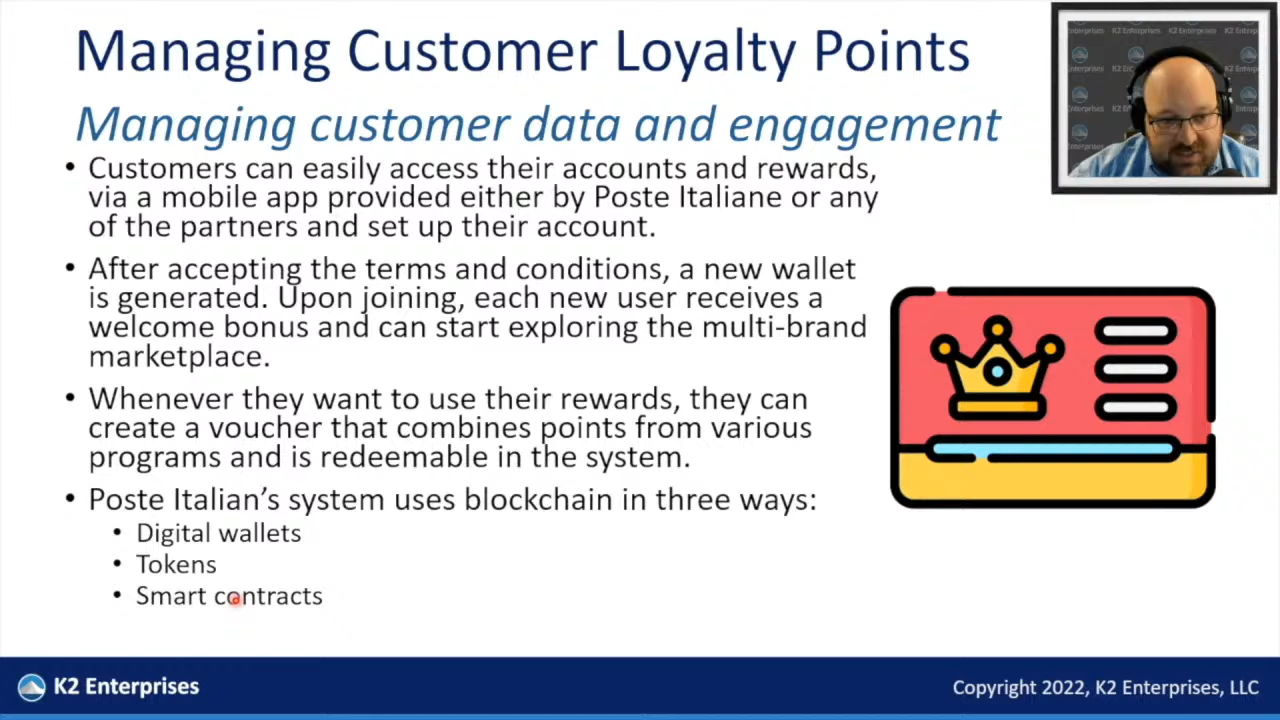 Managing Customer Loyalty Points
Managing customer data and engagement
• Customers can easily access their accounts and rewards,
via a mobile app provided either by Poste Italiane or any
of the partners and set up their account.
• After accepting the terms and conditions, a new wallet
is generated. Upon joining, each new user receives a
welcome bonus and can start exploring the multi-brand
marketplace.
• Whenever they want to use their rewards, they can
create a voucher that combines points from various
programs and is redeemable in the system.
• Poste Italian's system uses blockchain in three ways:
• Digital wallets
• Tokens
• Smart contracts
K2 Enterprises
Copyright 2022, K2 Enterprises, LLC